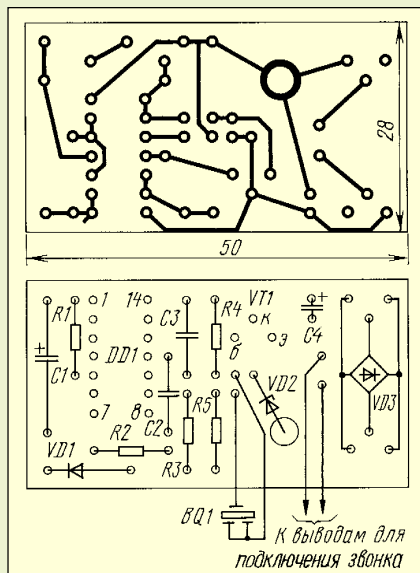 28
50
R1
1
14
C3
R4
VT1
к
C4
+
+
C1
DD1
б
э
7
8
C2
R5
VD2
VD3
VD1
R2
R3
BQ1
К выводам для
подключения звонка